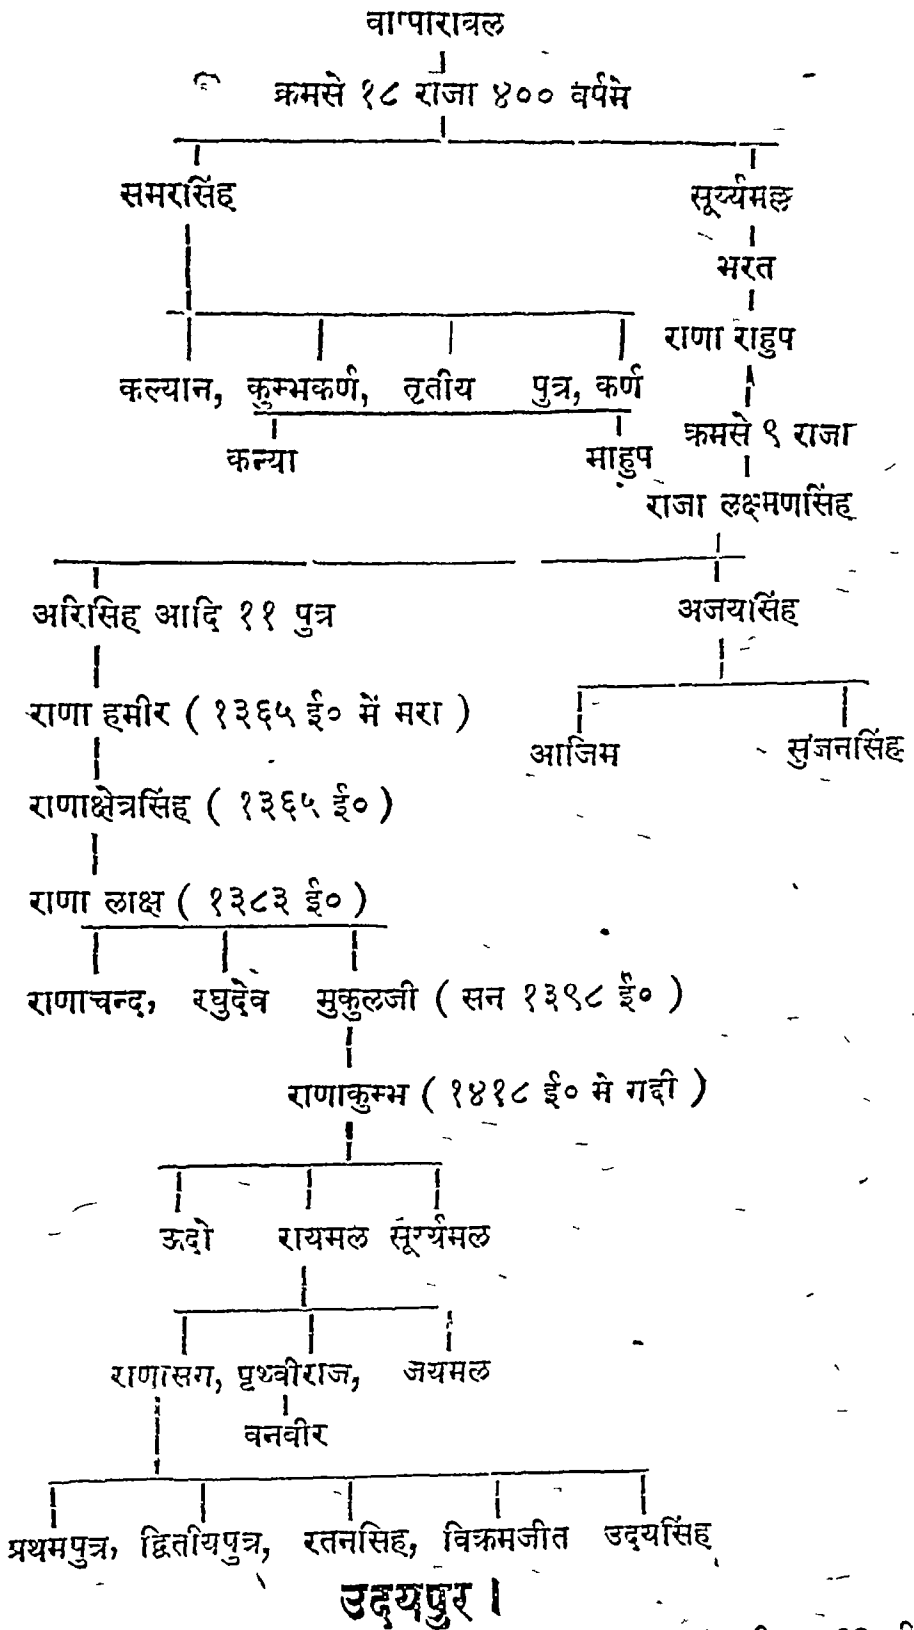 वाप्पारावल
क्रमसे १८ राजा ४०० वर्षमे
समरसिंह सूर्य्यमल्ल
भरत
राणा राहुप
कल्यान, कुम्भकर्ण, तृतीय पुत्र, कर्ण
क्रमसे ९ राजा
कन्या माहुप
राजा लक्ष्मणसिंह
अरिसिह आदि ११ पुत्र अजयसिंह
राणा हमीर ( १३६५ ई० में मरा )
आजिम सुजनसिंह
राणाक्षेत्रसिंह ( १३६५ ई० )
राणा लाक्ष ( १३८३ ई० )
राणाचन्द, रघुदेव मुकुलजी ( सन १३९८ ई० )
राणाकुम्भ ( १४१८ ई० मे गद्दी )
ऊदो रायमल सूर्य्यमल
राणासग, पृथ्वीराज, जयमल
वनवीर
प्रथमपुत्र, द्वितीयपुत्र, रतनसिह, विक्रमजीत उदयसिंह
उदयपुर ।